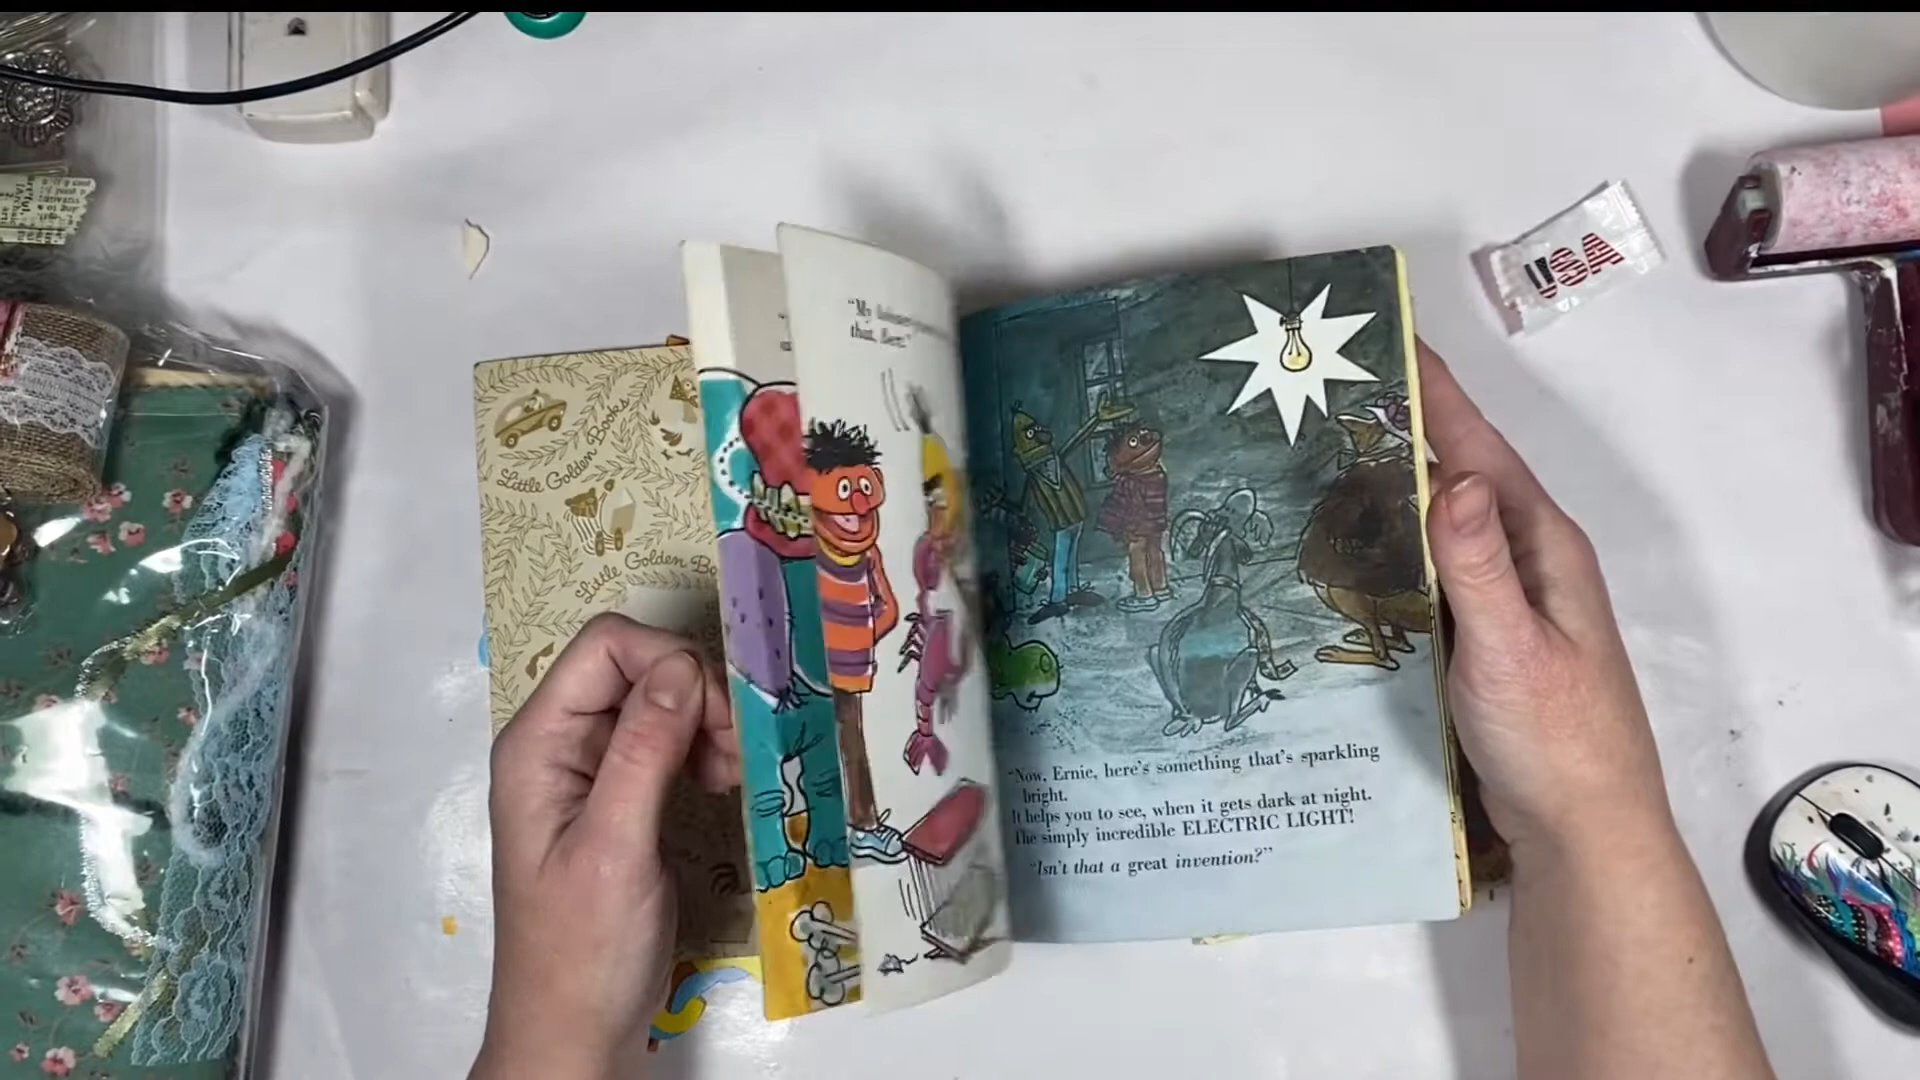 USA
Little Golden Books
Little Golden Bo
"My
that, Bert."
"Now, Ernie, here's something that's sparkling
bright.
It helps you to see, when it gets dark at night.
The simply incredible ELECTRIC LIGHT!
"Isn't that a great invention?"